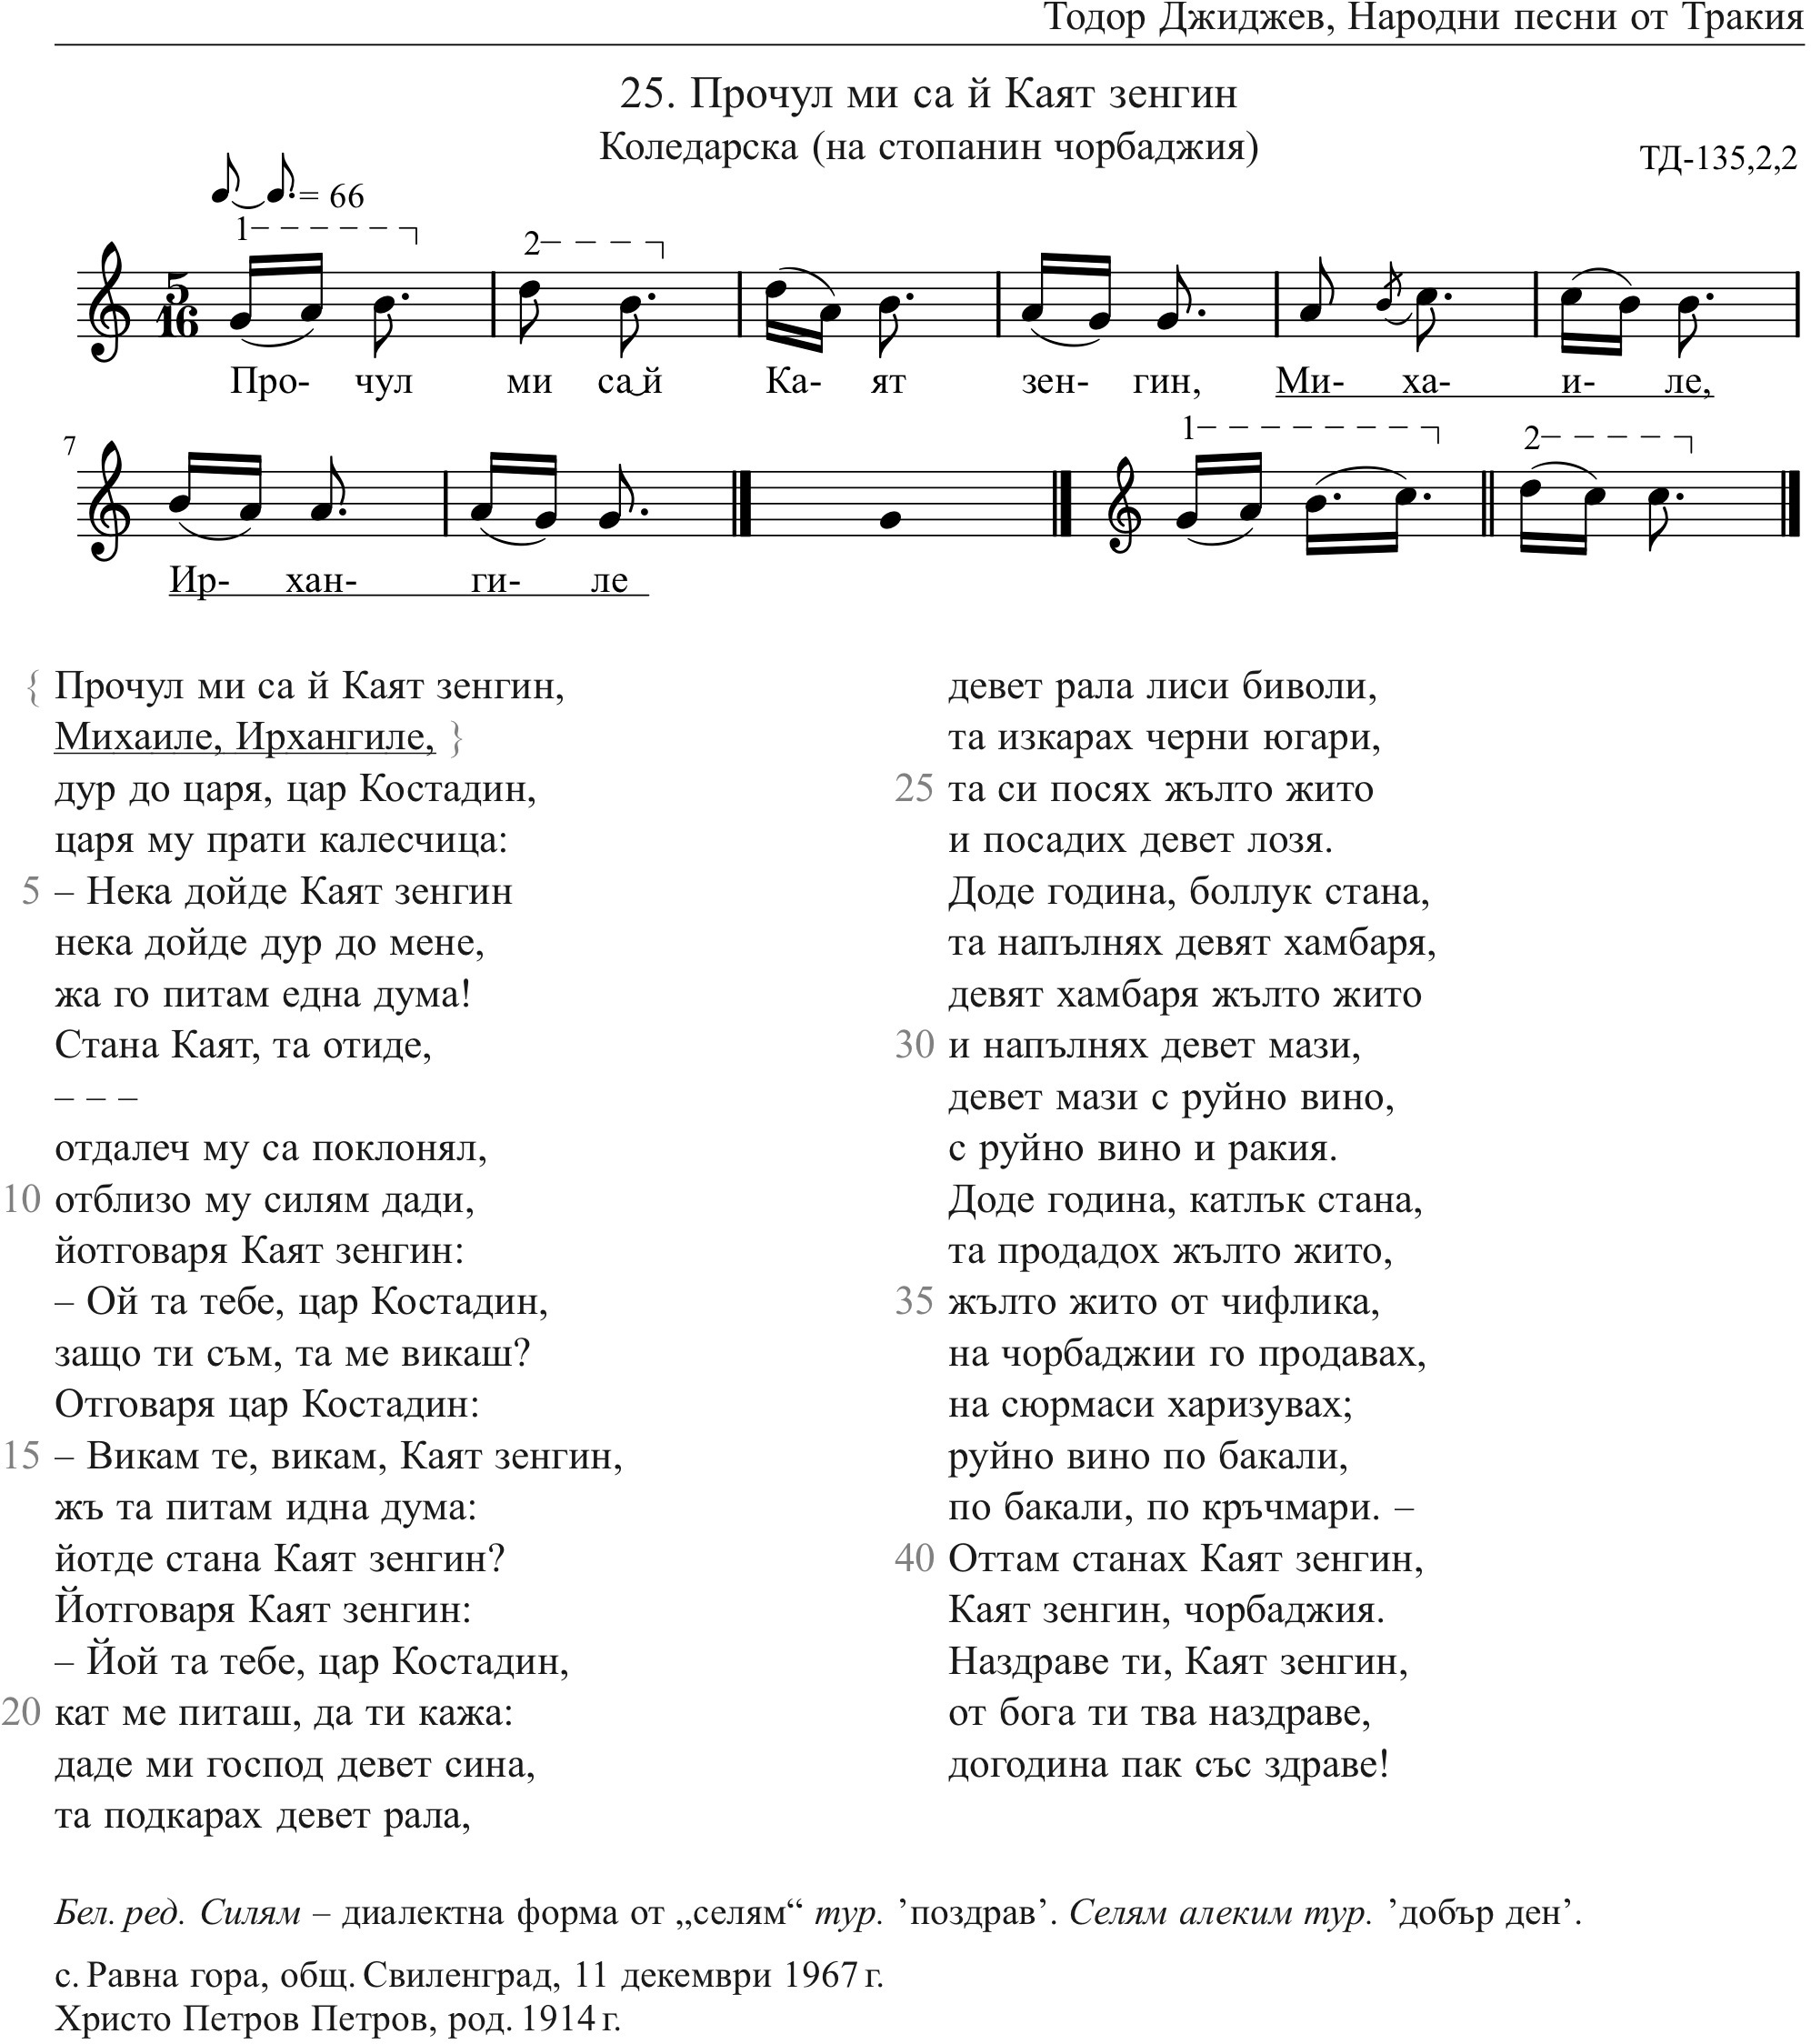 Тодор Джиджев, Народни песни от Тракия
25. Прочул ми са й Каят зенгин
Коледарска (на стопанин чорбаджия)
ТД-135,2,2
= 66
1
2
5
16
Про- чул ми са й Ка- ят зен- гин, Ми- ха- и- ле,
7
1
2
Ир- хан- ги- ле
{ Прочул ми са й Каят зенгин,
Михаиле, Ирхангиле, }
дур до царя, цар Костадин,
царя му прати калесчица:
5 – Нека дойде Каят зенгин
нека дойде дур до мене,
жа го питам една дума!
Стана Каят, та отиде,
– – –
отдалеч му са поклонял,
10 отблизо му силям дади,
йотговаря Каят зенгин:
– Ой та тебе, цар Костадин,
защо ти съм, та ме викаш?
Отговаря цар Костадин:
15 – Викам те, викам, Каят зенгин,
жъ та питам идна дума:
йотде стана Каят зенгин?
Йотговаря Каят зенгин:
– Йой та тебе, цар Костадин,
20 кат ме питаш, да ти кажа:
даде ми господ девет сина,
та подкарах девет рала,
девет рала лиси биволи,
та изкарах черни югари,
25 та си посях жълто жито
и посадих девет лозя.
Доде година, боллук стана,
та напълнях девят хамбаря,
девят хамбаря жълто жито
30 и напълнях девет мази,
девет мази с руйно вино,
с руйно вино и ракия.
Доде година, катлък стана,
та продадох жълто жито,
35 жълто жито от чифлика,
на чорбаджии го продавах,
на сюрмаси харизувах;
руйно вино по бакали,
по бакали, по кръчмари. –
40 Оттам станах Каят зенгин,
Каят зенгин, чорбаджия.
Наздраве ти, Каят зенгин,
от бога ти тва наздраве,
догодина пак със здраве!
Бел. ред. Силям – диалектна форма от „селям“ тур. ’поздрав’. Селям алеким тур. ’добър ден’.
с. Равна гора, общ. Свиленград, 11 декември 1967 г.
Христо Петров Петров, род. 1914 г.